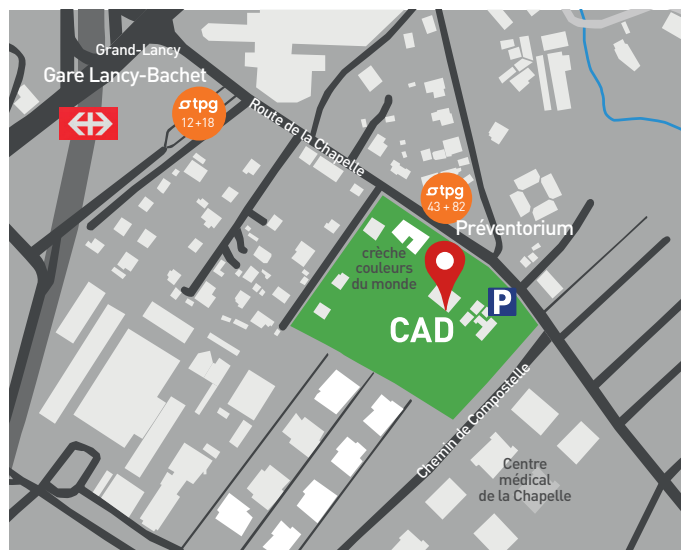 Grand-Lancy
Gare Lancy-Bachet
tpg
12+18
Route de la Chapelle
tpg
43 + 82
Préventorium
crèche
couleurs
du monde
P
CAD
Chemin de Compostelle
Centre
médical
de la Chapelle